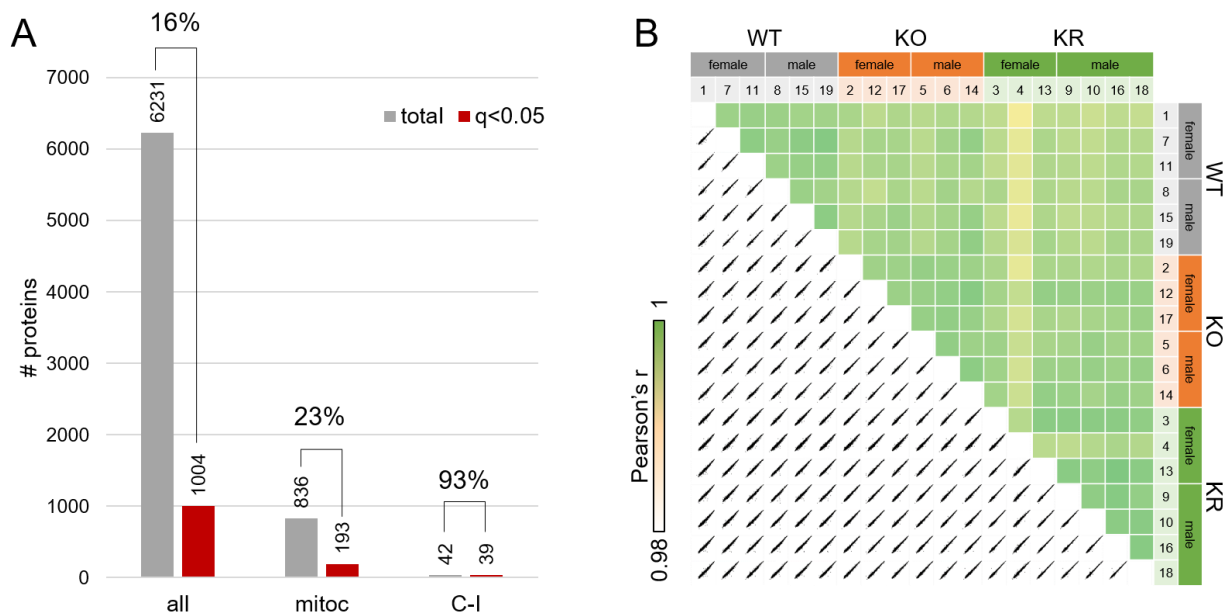 A
16%
7000
6231
total
q<0.05
6000
5000
4000
# proteins
3000
2000
23%
93%
1000
1004
836
193
42
39
0
all
mitoc
C-I
B
WT
KO
KR
female
male
female
male
female
male
1 7 11 8 15 19 2 12 17 5 6 14 3 4 13 9 10 16 18
1
7
11
8
15
19
2
12
17
5
6
14
3
4
13
9
10
16
18
female
male
female
male
female
male
WT
KO
KR
1
Pearson's r
0.98